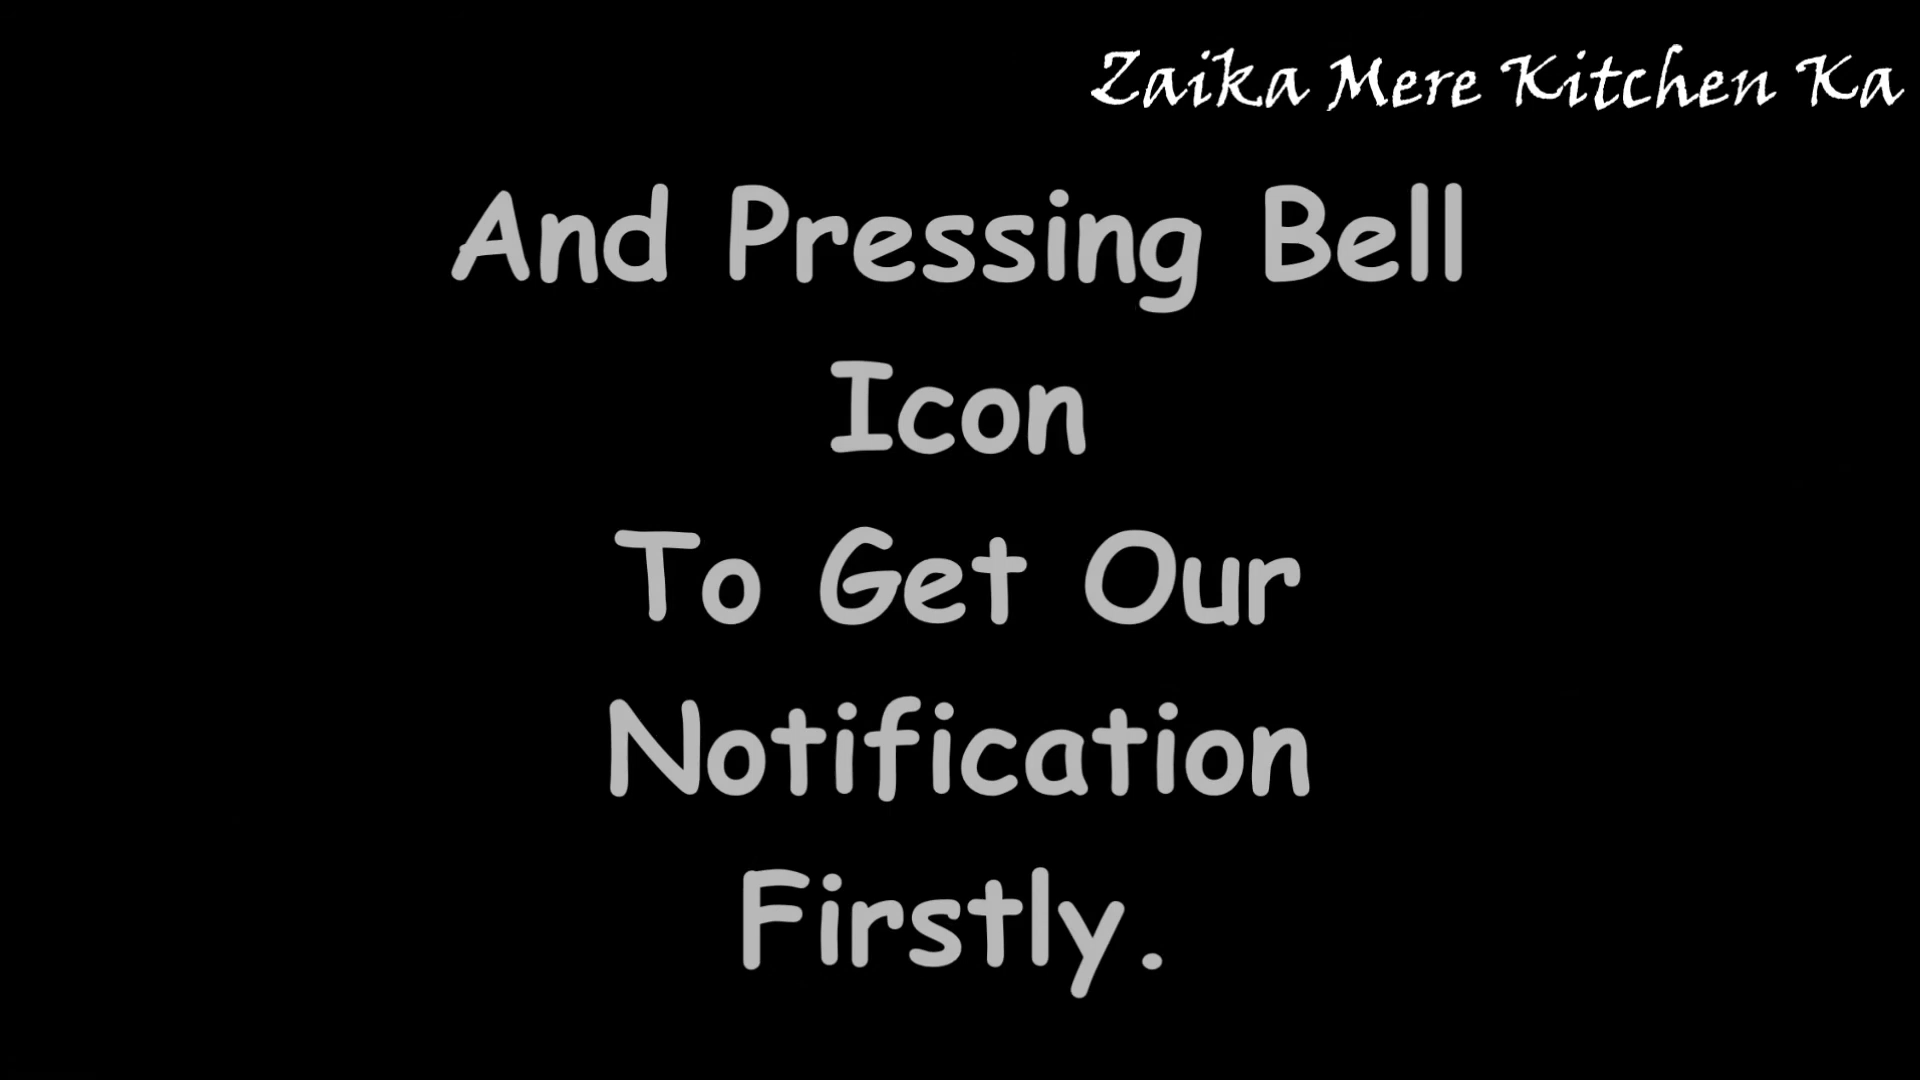 Zaika Mere Kitchen Ka
And Pressing Bell
Icon
To Get Our
Notification
Firstly.